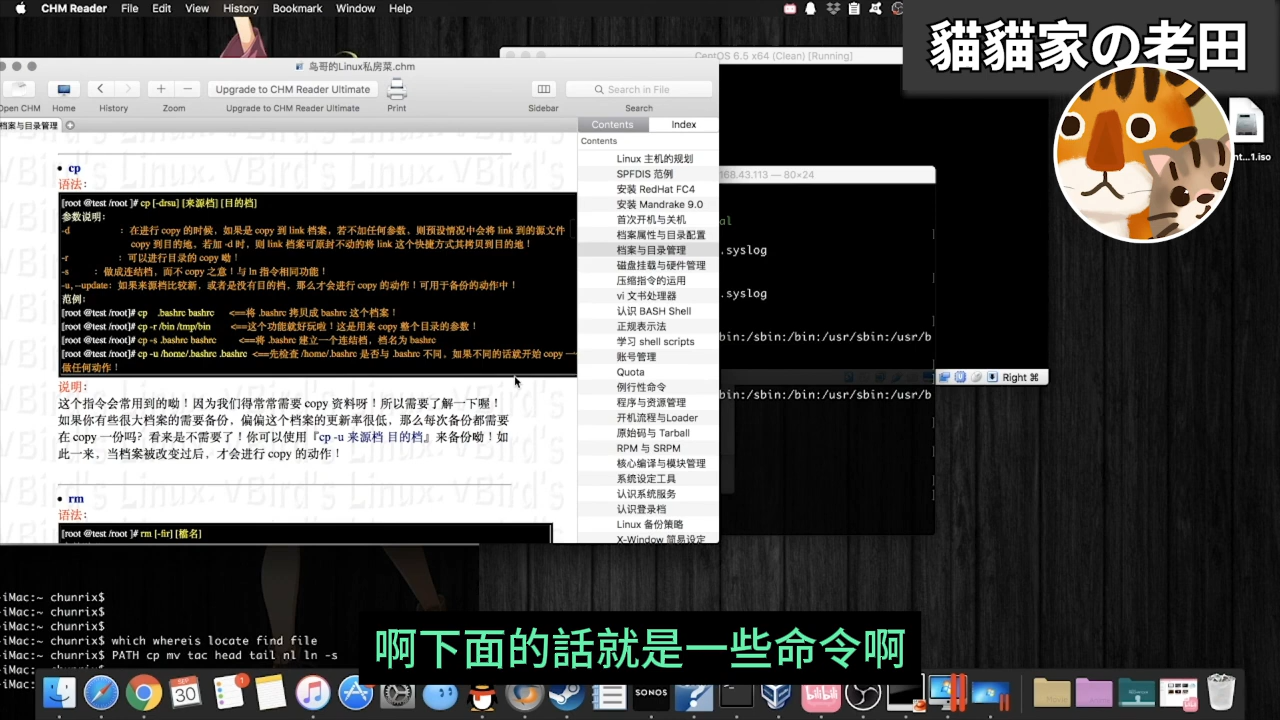 CHM Reader File Edit View History Bookmark Window Help
貓貓家の老田
CentOS 6.5 x64 (Clean) [Running]
鸟哥的Linux私房菜.chm
Upgrade to CHM Reader Ultimate
Search in File
Open CHM Home History Zoom Upgrade to CHM Reader Ultimate Print Sidebar Search
档案与目录管理
Contents Index
Contents
Linux 主机的规划
SPFDIS 范例
安装 RedHat FC4
安装 Mandrake 9.0
首次开机与关机
档案属性与目录配置
档案与目录管理
磁盘挂载与硬件管理
压缩指令的运用
vi 文书处理器
认识 BASH Shell
正规表示法
学习 shell scripts
账号管理
Quota
例行性命令
程序与资源管理
开机流程与Loader
原始码与 Tarball
RPM 与 SRPM
核心编译与模块管理
系统设定工具
认识系统服务
认识登录档
Linux 备份策略
X-Window 简易设定
cp
语法：
[root @test /root ]# cp [-drsu] [来源档] [目的档]
参数说明：
-d ：在进行 copy 的时候，如果是 copy 到 link 档案，若不加任何参数，则预设情况中会将 link 到的源文件
copy 到目的地，若加 -d 时，则 link 档案可原封不动的将 link 这个快捷方式其拷贝到目的地！
-r ：可以进行目录的 copy 呦！
-s ：做成连结档，而不 copy 之意！与 ln 指令相同功能！
-u, --update：如果来源档比较新，或者是没有目的档，那么才会进行 copy 的动作！可用于备份的动作中！
范例：
[root @test /root]# cp .bashrc bashrc <==将 .bashrc 拷贝成 bashrc 这个档案！
[root @test /root]# cp -r /bin /tmp/bin <==这个功能就好玩啦！这是用来 copy 整个目录的参数！
[root @test /root]# cp -s .bashrc bashrc <==将 .bashrc 建立一个连结档，档名为 bashrc
[root @test /root]# cp -u /home/.bashrc .bashrc <==先检查 /home/.bashrc 是否与 .bashrc 不同，如果不同的话就开始 copy 一
做任何动作！
说明：
这个指令会常用到的呦！因为我们得常常需要 copy 资料呀！所以需要了解一下喔！
如果你有些很大档案的需要备份，偏偏这个档案的更新率很低，那么每次备份都需要
在 copy 一份吗？看来是不需要了！你可以使用『cp -u 来源档 目的档』来备份呦！如
此一来，当档案被改变过后，才会进行 copy 的动作！
rm
语法：
[root @test /root ]# rm [-fir] [檔名]
168.43.113 — 80×24
al
.syslog
.syslog
bin:/sbin:/bin:/usr/sbin:/usr/b
Right ⌘
bin:/sbin:/bin:/usr/sbin:/usr/b
nt...1.iso
-iMac:~ chunrix$
-iMac:~ chunrix$
-iMac:~ chunrix$
-iMac:~ chunrix$ which whereis locate find file
-iMac:~ chunrix$ PATH cp mv tac head tail nl ln -s
啊下面的話就是一些命令啊
SEP
30
1
SONOS
bilibili